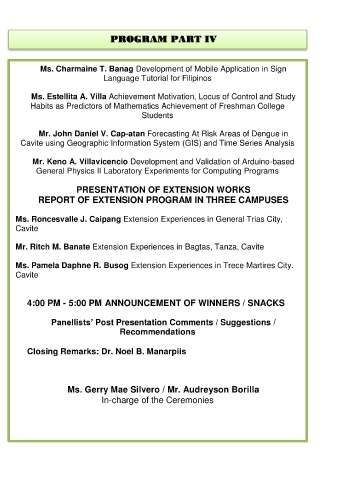 PROGRAM PART IV
Ms. Charmaine T. Banag Development of Mobile Application in Sign
Language Tutorial for Filipinos
Ms. Estellita A. Villa Achievement Motivation, Locus of Control and Study
Habits as Predictors of Mathematics Achievement of Freshman College
Students
Mr. John Daniel V. Cap-atan Forecasting At Risk Areas of Dengue in
Cavite using Geographic Information System (GIS) and Time Series Analysis
Mr. Keno A. Villavicencio Development and Validation of Arduino-based
General Physics II Laboratory Experiments for Computing Programs
PRESENTATION OF EXTENSION WORKS
REPORT OF EXTENSION PROGRAM IN THREE CAMPUSES
Ms. Roncesvalle J. Caipang Extension Experiences in General Trias City,
Cavite
Mr. Ritch M. Banate Extension Experiences in Bagtas, Tanza, Cavite
Ms. Pamela Daphne R. Busog Extension Experiences in Trece Martires City.
Cavite
4:00 PM - 5:00 PM ANNOUNCEMENT OF WINNERS / SNACKS
Panellists' Post Presentation Comments / Suggestions /
Recommendations
Closing Remarks: Dr. Noel B. Manarpiis
Ms. Gerry Mae Silvero / Mr. Audreyson Borilla
In-charge of the Ceremonies